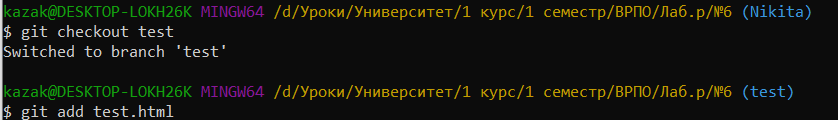 kazak@DESKTOP-LOKH26K MINGW64 /d/Уроки/Университет/1 курс/1 семестр/ВРПО/Лаб.р/№6 (Nikita)
$ git checkout test
Switched to branch 'test'
kazak@DESKTOP-LOKH26K MINGW64 /d/Уроки/Университет/1 курс/1 семестр/ВРПО/Лаб.р/№6 (test)
$ git add test.html